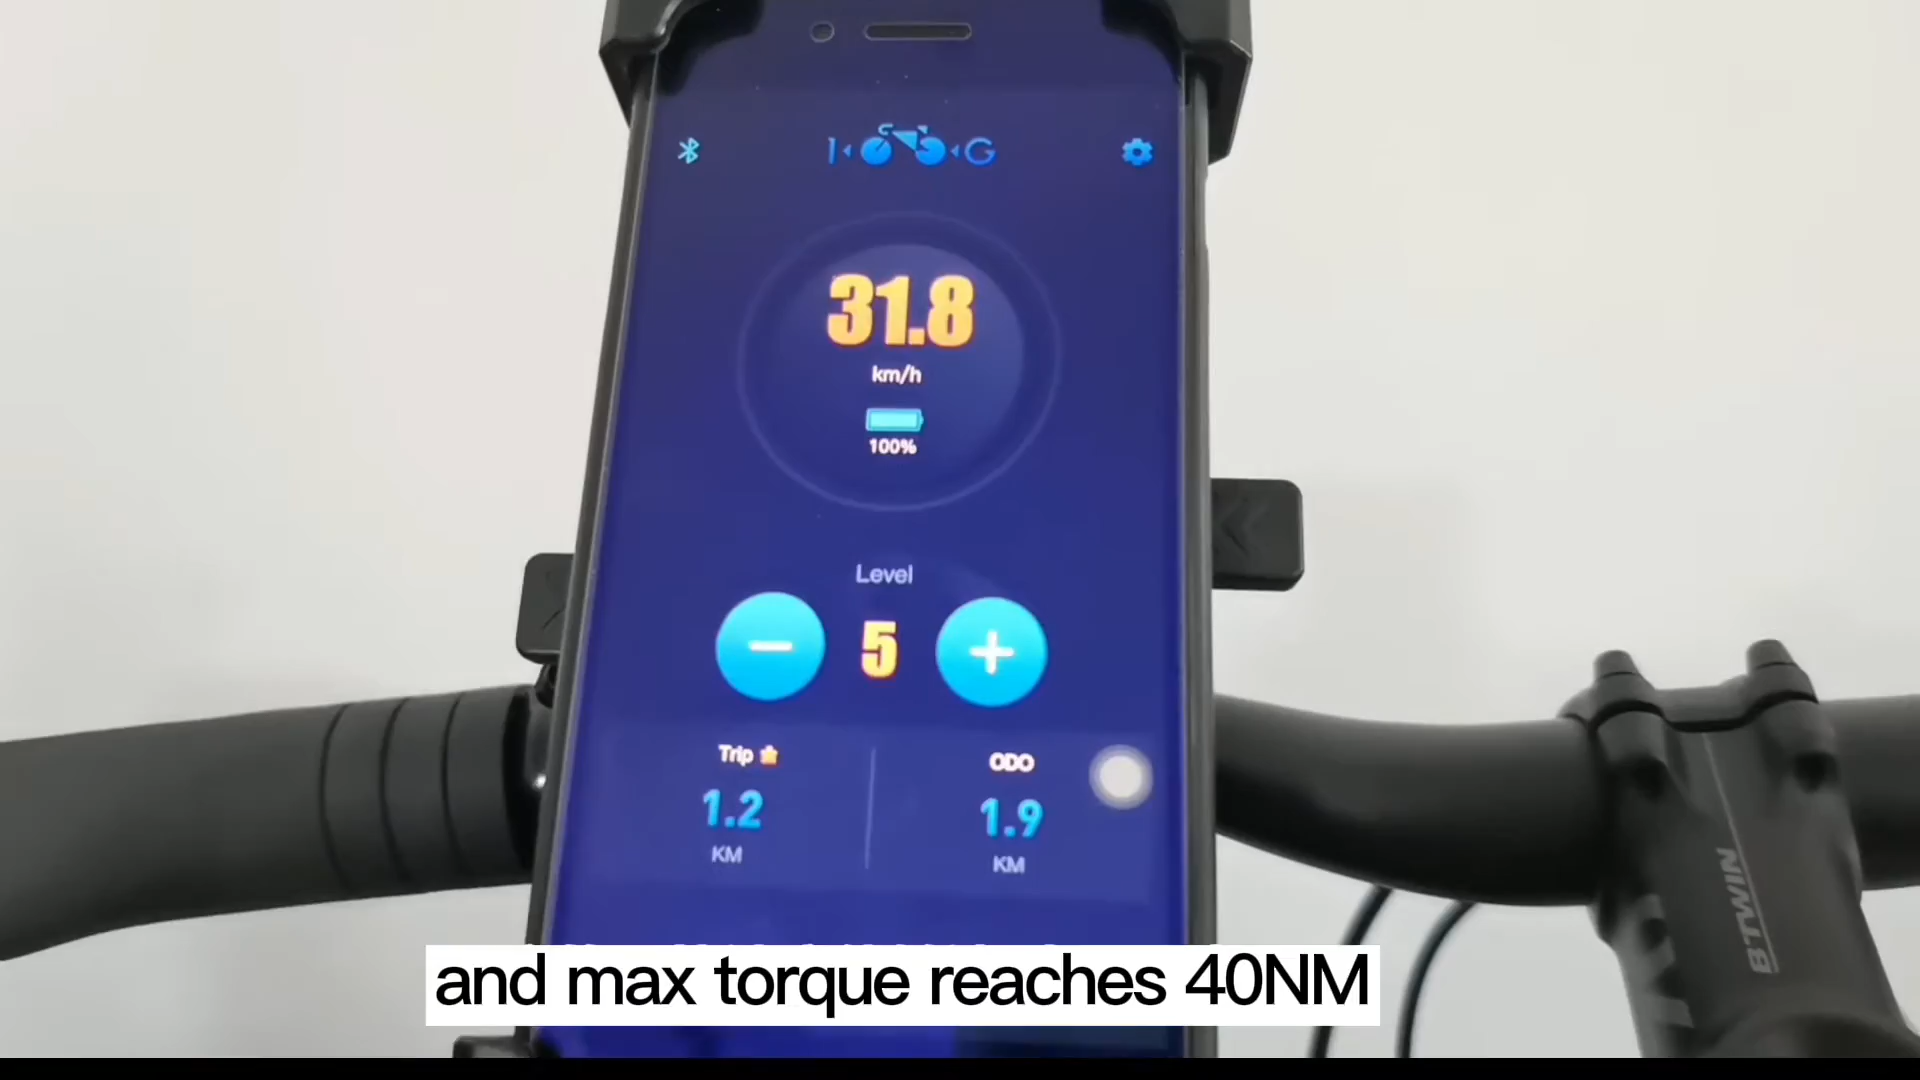 G
31.8
km/h
100%
Level
5
Trip
ODO
1.2
1.9
KM
KM
BTWIN
and max torque reaches 40NM